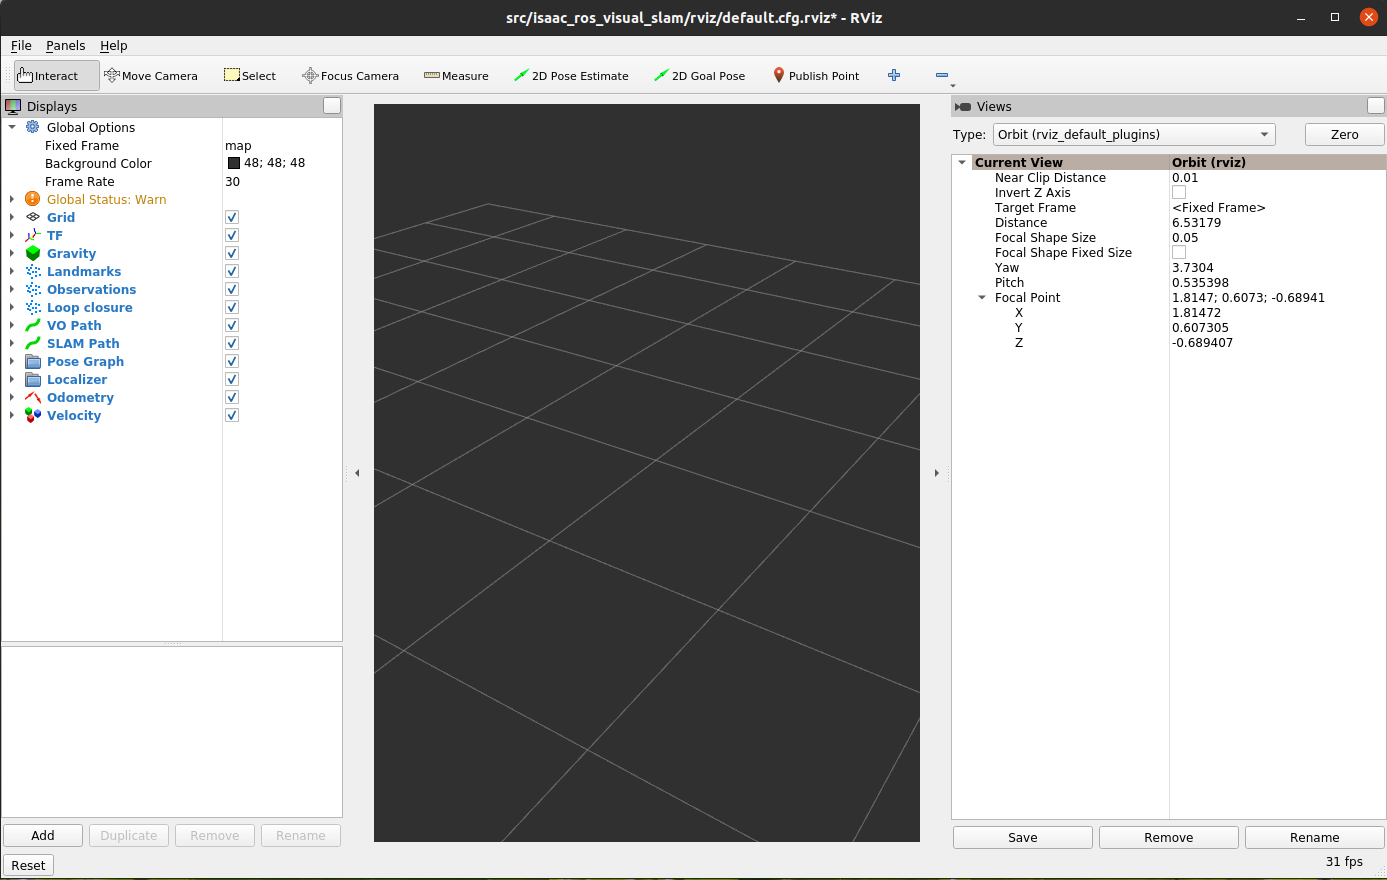 src/isaac_ros_visual_slam/rviz/default.cfg.rviz* - RViz
File Panels Help
Interact Move Camera Select Focus Camera Measure 2D Pose Estimate 2D Goal Pose Publish Point
Displays
Global Options
Fixed Frame map
Background Color 48; 48; 48
Frame Rate 30
Global Status: Warn
Grid
TF
Gravity
Landmarks
Observations
Loop closure
VO Path
SLAM Path
Pose Graph
Localizer
Odometry
Velocity
Add Duplicate Remove Rename
Reset
Views
Type: Orbit (rviz_default_plugins) Zero
Current View Orbit (rviz)
Near Clip Distance 0.01
Invert Z Axis
Target Frame <Fixed Frame>
Distance 6.53179
Focal Shape Size 0.05
Focal Shape Fixed Size
Yaw 3.7304
Pitch 0.535398
Focal Point 1.8147; 0.6073; -0.68941
X 1.81472
Y 0.607305
Z -0.689407
Save Remove Rename
31 fps